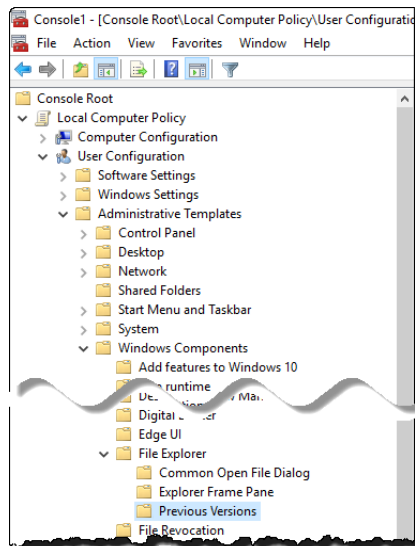 Console1 - [Console Root\Local Computer Policy\User Configuratio
File Action View Favorites Window Help
Console Root
Local Computer Policy
Computer Configuration
User Configuration
Software Settings
Windows Settings
Administrative Templates
Control Panel
Desktop
Network
Shared Folders
Start Menu and Taskbar
System
Windows Components
Add features to Windows 10
runtime
Digital
Edge UI
File Explorer
Common Open File Dialog
Explorer Frame Pane
Previous Versions
File Revocation